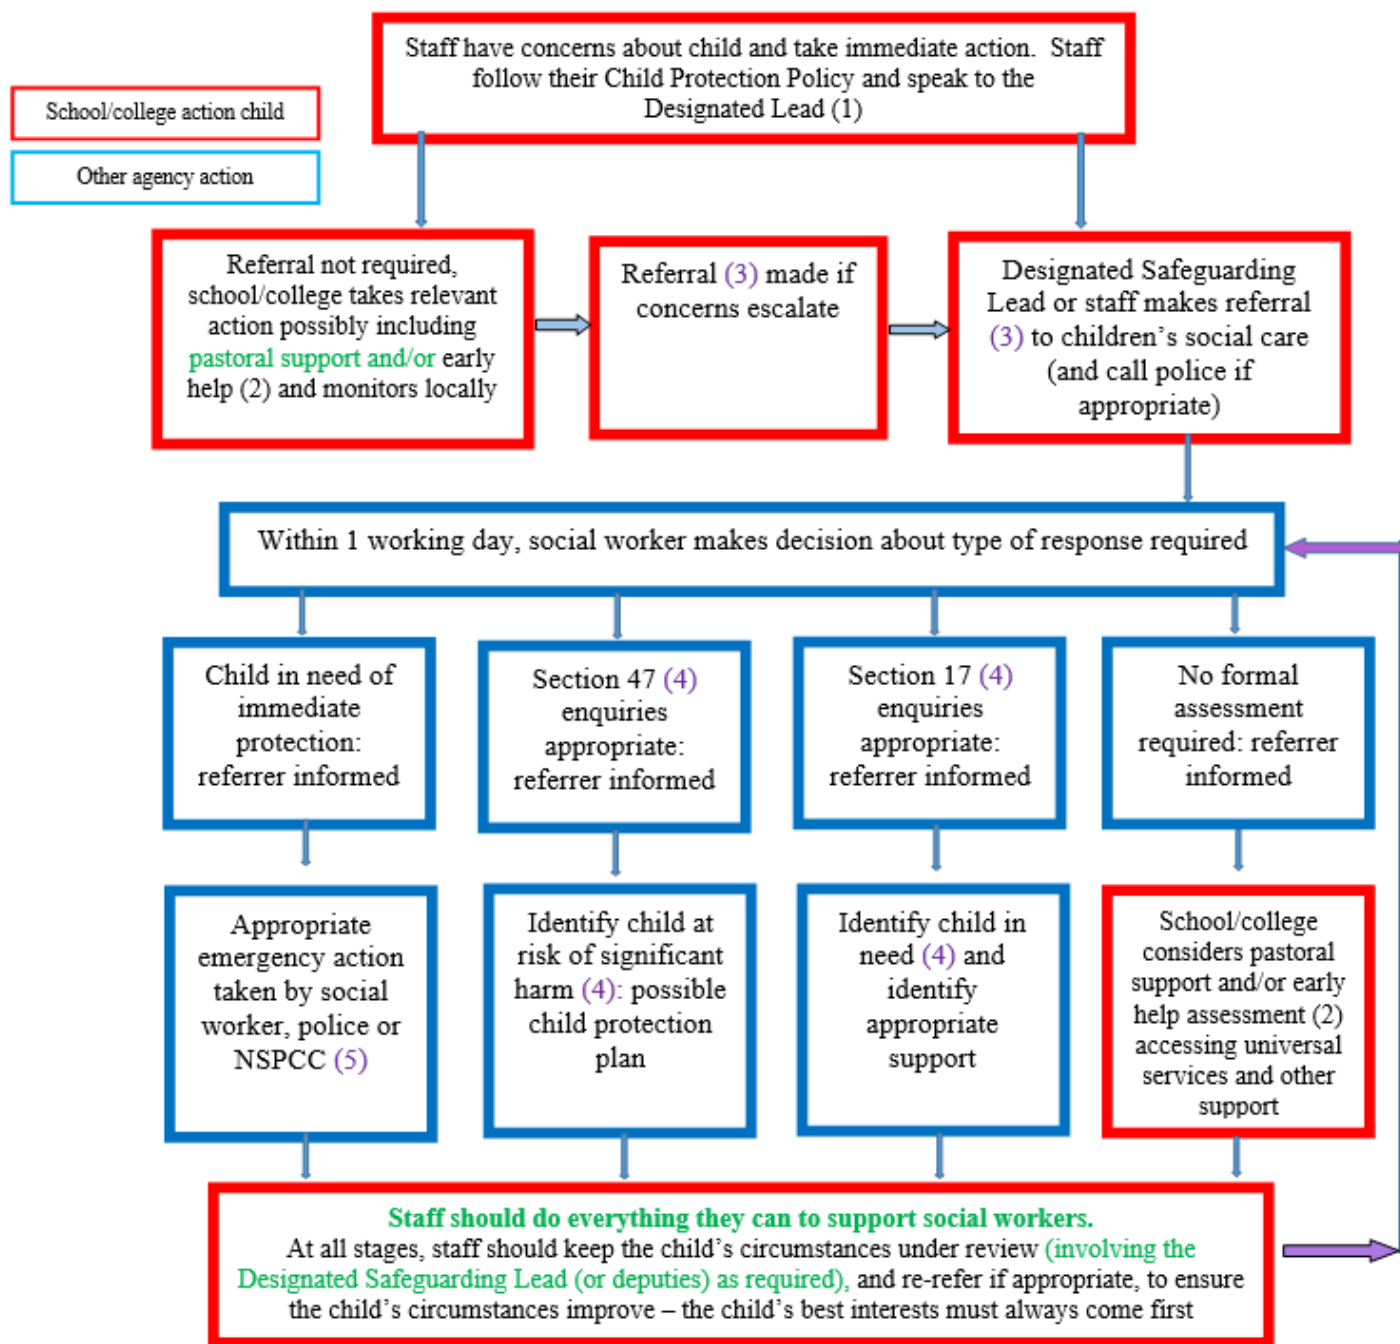 Staff have concerns about child and take immediate action.  Staff
follow their Child Protection Policy and speak to the
Designated Lead (1)
School/college action child
Other agency action
Referral not required,
school/college takes relevant
action possibly including
pastoral support and/or early
help (2) and monitors locally
Referral (3) made if
concerns escalate
Designated Safeguarding
Lead or staff makes referral
(3) to children’s social care
(and call police if
appropriate)
Within 1 working day, social worker makes decision about type of response required
Child in need of
immediate
protection:
referrer informed
Section 47 (4)
enquiries
appropriate:
referrer informed
Section 17 (4)
enquiries
appropriate:
referrer informed
No formal
assessment
required: referrer
informed
Appropriate
emergency action
taken by social
worker, police or
NSPCC (5)
Identify child at
risk of significant
harm (4): possible
child protection
plan
Identify child in
need (4) and
identify
appropriate
support
School/college
considers pastoral
support and/or early
help assessment (2)
accessing universal
services and other
support
Staff should do everything they can to support social workers.
At all stages, staff should keep the child’s circumstances under review (involving the
Designated Safeguarding Lead (or deputies) as required), and re-refer if appropriate, to ensure
the child’s circumstances improve – the child’s best interests must always come first